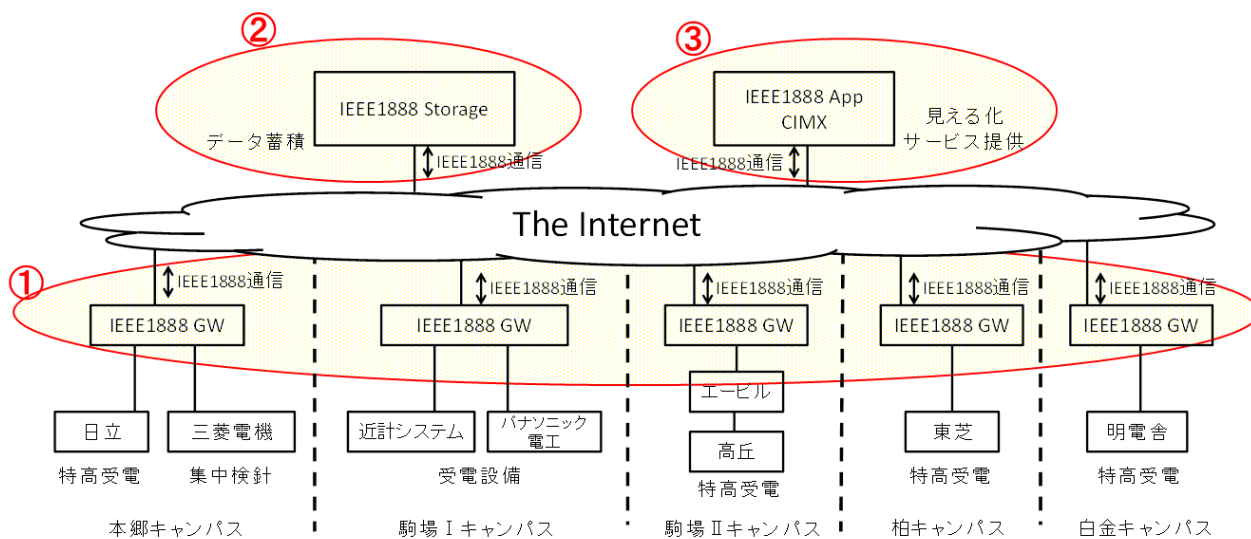 ②
③
IEEE1888 Storage
データ蓄積
IEEE1888通信
IEEE1888 App
CIMX
見える化
サービス提供
IEEE1888通信
The Internet
①
IEEE1888通信
IEEE1888通信
IEEE1888通信
IEEE1888通信
IEEE1888通信
IEEE1888 GW
IEEE1888 GW
IEEE1888 GW
IEEE1888 GW
IEEE1888 GW
日立
三菱電機
近計システム
パナソニック
電工
エービル
高丘
東芝
明電舎
特高受電
集中検針
受電設備
特高受電
特高受電
特高受電
本郷キャンパス
駒場Ⅰキャンパス
駒場Ⅱキャンパス
柏キャンパス
白金キャンパス